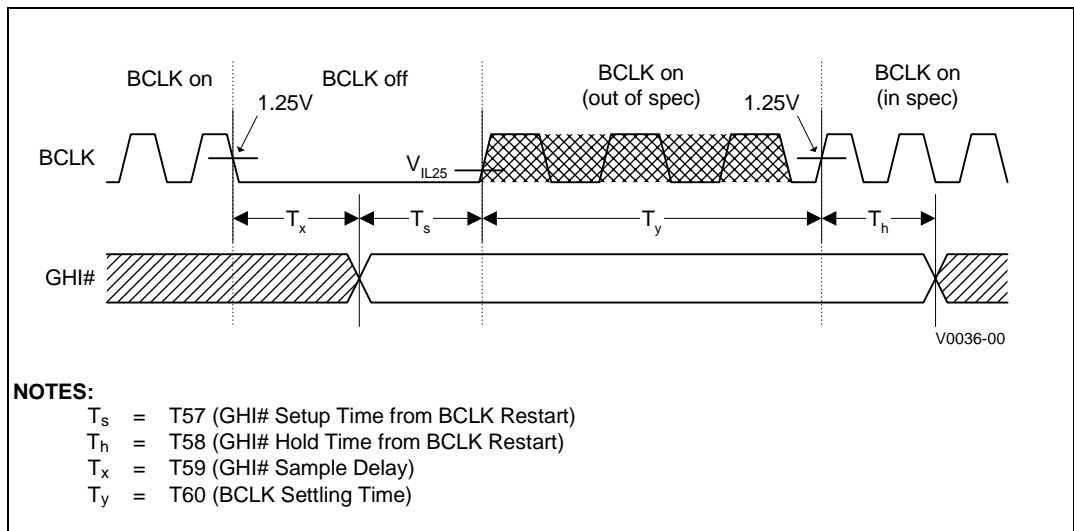 BCLK on
BCLK off
BCLK on
(out of spec)
BCLK on
(in spec)
1.25V
1.25V
BCLK
VIL25
Tx
Ts
Ty
Th
GHI#
V0036-00
NOTES:
Ts = T57 (GHI# Setup Time from BCLK Restart)
Th = T58 (GHI# Hold Time from BCLK Restart)
Tx = T59 (GHI# Sample Delay)
Ty = T60 (BCLK Settling Time)